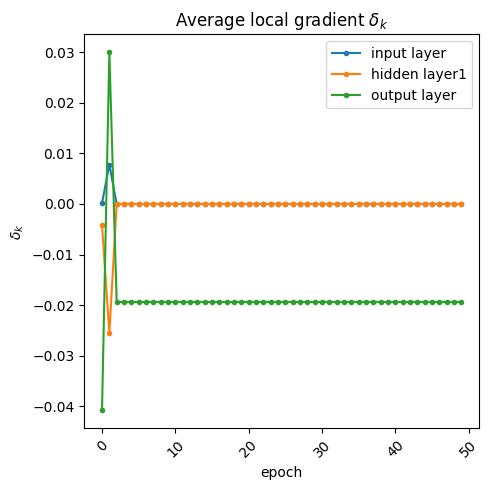 Average local gradient δₖ
input layer
hidden layer1
output layer
0.03
0.02
0.01
0.00
−0.01
−0.02
−0.03
−0.04
δₖ
0 10 20 30 40 50
epoch